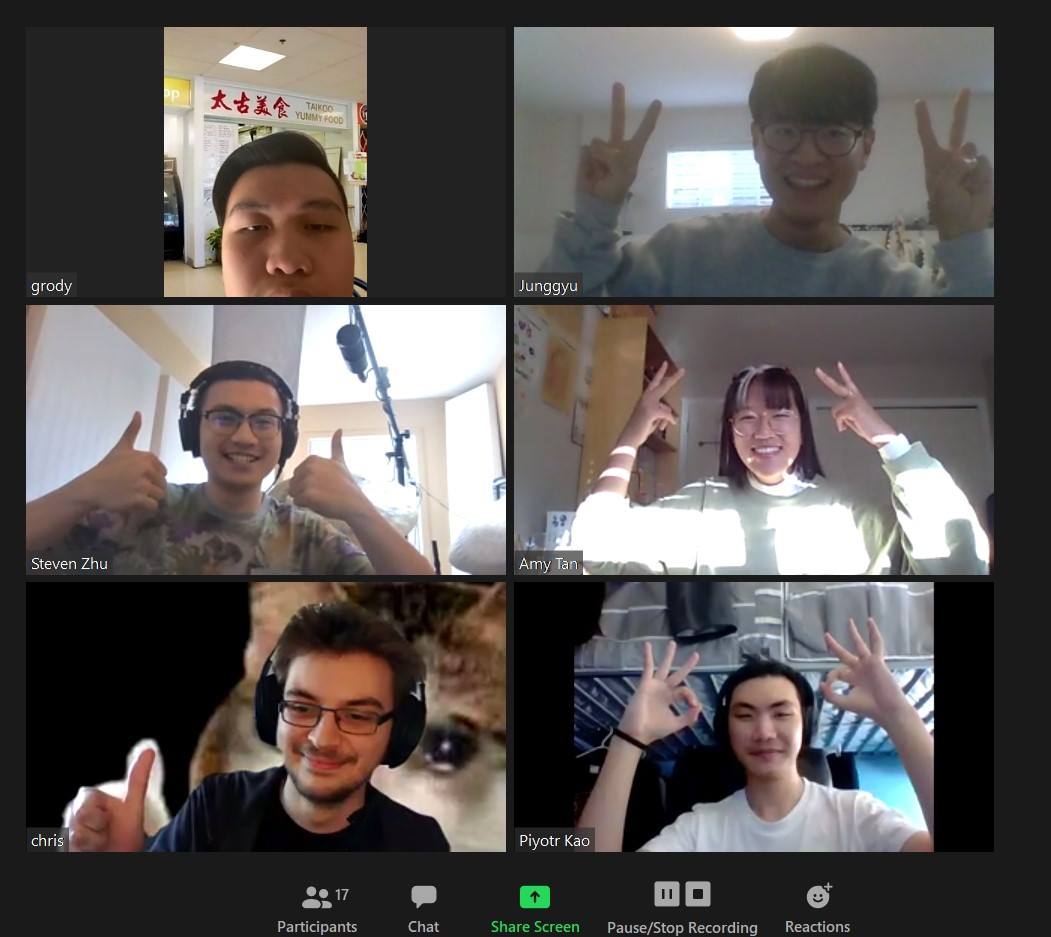 op
太古美食
TAIKOO
YUMMY FOOD
grody
Junggyu
Steven Zhu
Amy Tan
chris
Piyotr Kao
17
Participants
Chat
Share Screen
Pause/Stop Recording
Reactions